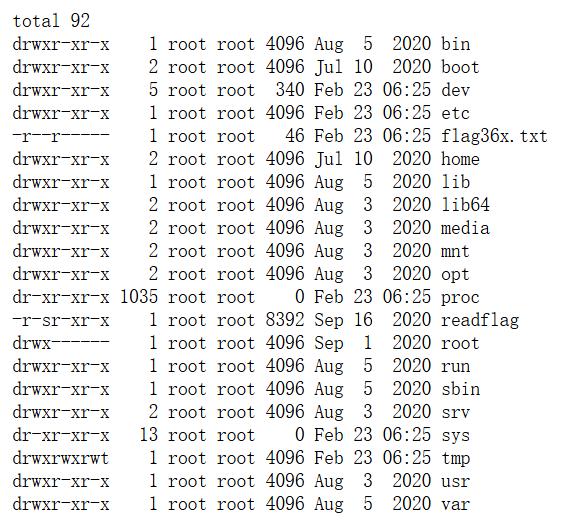 total 92
drwxr-xr-x    1 root root 4096 Aug  5  2020 bin
drwxr-xr-x    2 root root 4096 Jul 10  2020 boot
drwxr-xr-x    5 root root  340 Feb 23 06:25 dev
drwxr-xr-x    1 root root 4096 Feb 23 06:25 etc
-r--r-----    1 root root   46 Feb 23 06:25 flag36x.txt
drwxr-xr-x    2 root root 4096 Jul 10  2020 home
drwxr-xr-x    1 root root 4096 Aug  5  2020 lib
drwxr-xr-x    2 root root 4096 Aug  3  2020 lib64
drwxr-xr-x    2 root root 4096 Aug  3  2020 media
drwxr-xr-x    2 root root 4096 Aug  3  2020 mnt
drwxr-xr-x    2 root root 4096 Aug  3  2020 opt
dr-xr-xr-x 1035 root root    0 Feb 23 06:25 proc
-r-sr-xr-x    1 root root 8392 Sep 16  2020 readflag
drwx------    1 root root 4096 Sep  1  2020 root
drwxr-xr-x    1 root root 4096 Aug  5  2020 run
drwxr-xr-x    1 root root 4096 Aug  5  2020 sbin
drwxr-xr-x    2 root root 4096 Aug  3  2020 srv
dr-xr-xr-x   13 root root    0 Feb 23 06:25 sys
drwxrwxrwt    1 root root 4096 Feb 23 06:25 tmp
drwxr-xr-x    1 root root 4096 Aug  3  2020 usr
drwxr-xr-x    1 root root 4096 Aug  5  2020 var